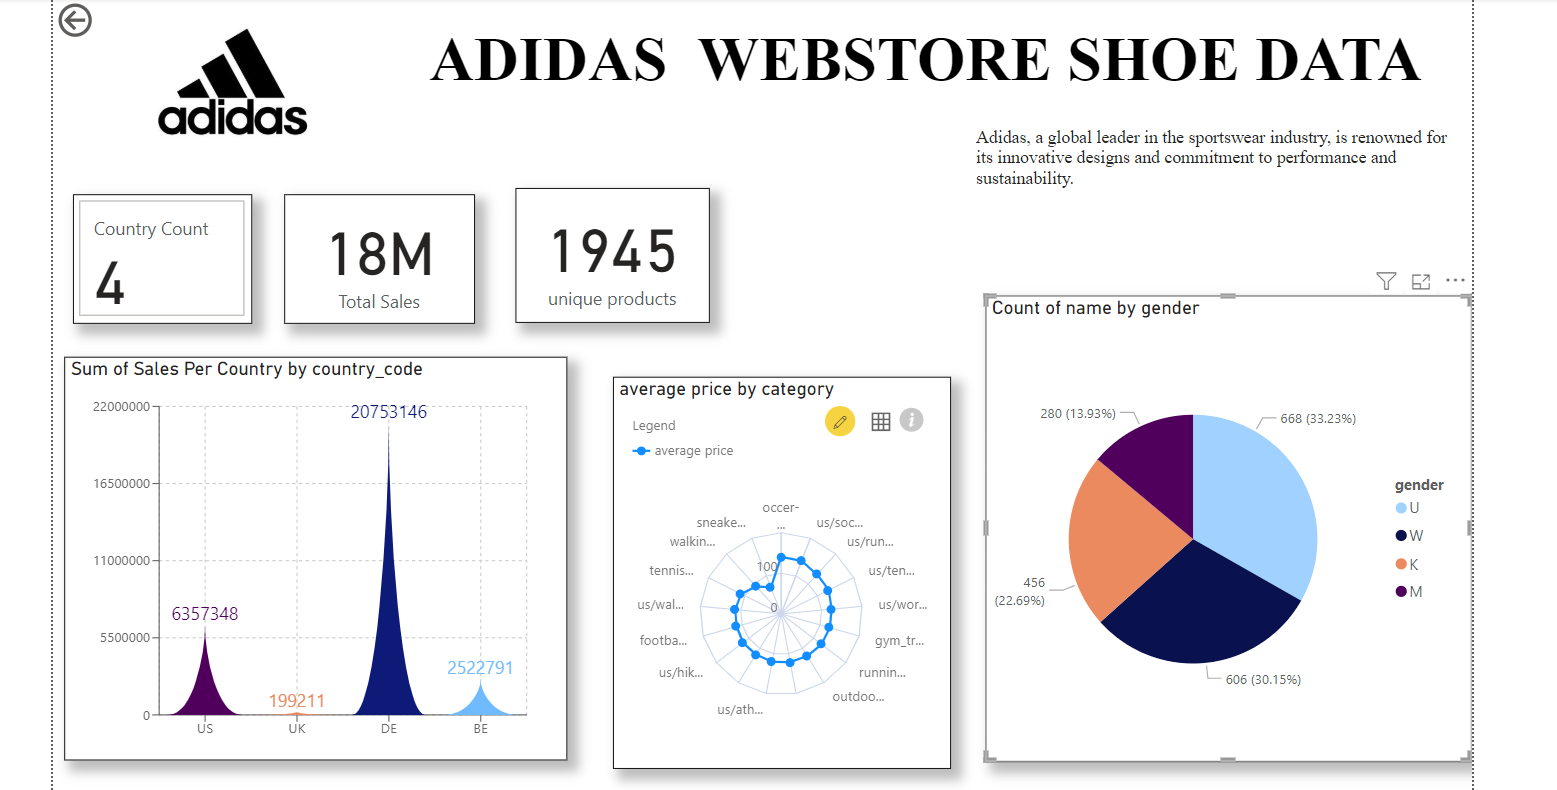 ADIDAS WEBSTORE SHOE DATA
adidas
Adidas, a global leader in the sportswear industry, is renowned for
its innovative designs and commitment to performance and
sustainability.
Country Count
4
18M
Total Sales
1945
unique products
Sum of Sales Per Country by country_code
22000000
16500000
11000000
5500000
0
6357348
199211
20753146
2522791
US
UK
DE
BE
average price by category
Legend
average price
occer-
...
us/soc...
us/run...
us/ten...
us/wor...
gym_tr...
runnin...
outdoo...
us/ath...
us/hik...
footba...
us/wal...
tennis...
walkin...
sneake...
100
0
Count of name by gender
280 (13.93%)
668 (33.23%)
456
(22.69%)
606 (30.15%)
gender
U
W
K
M